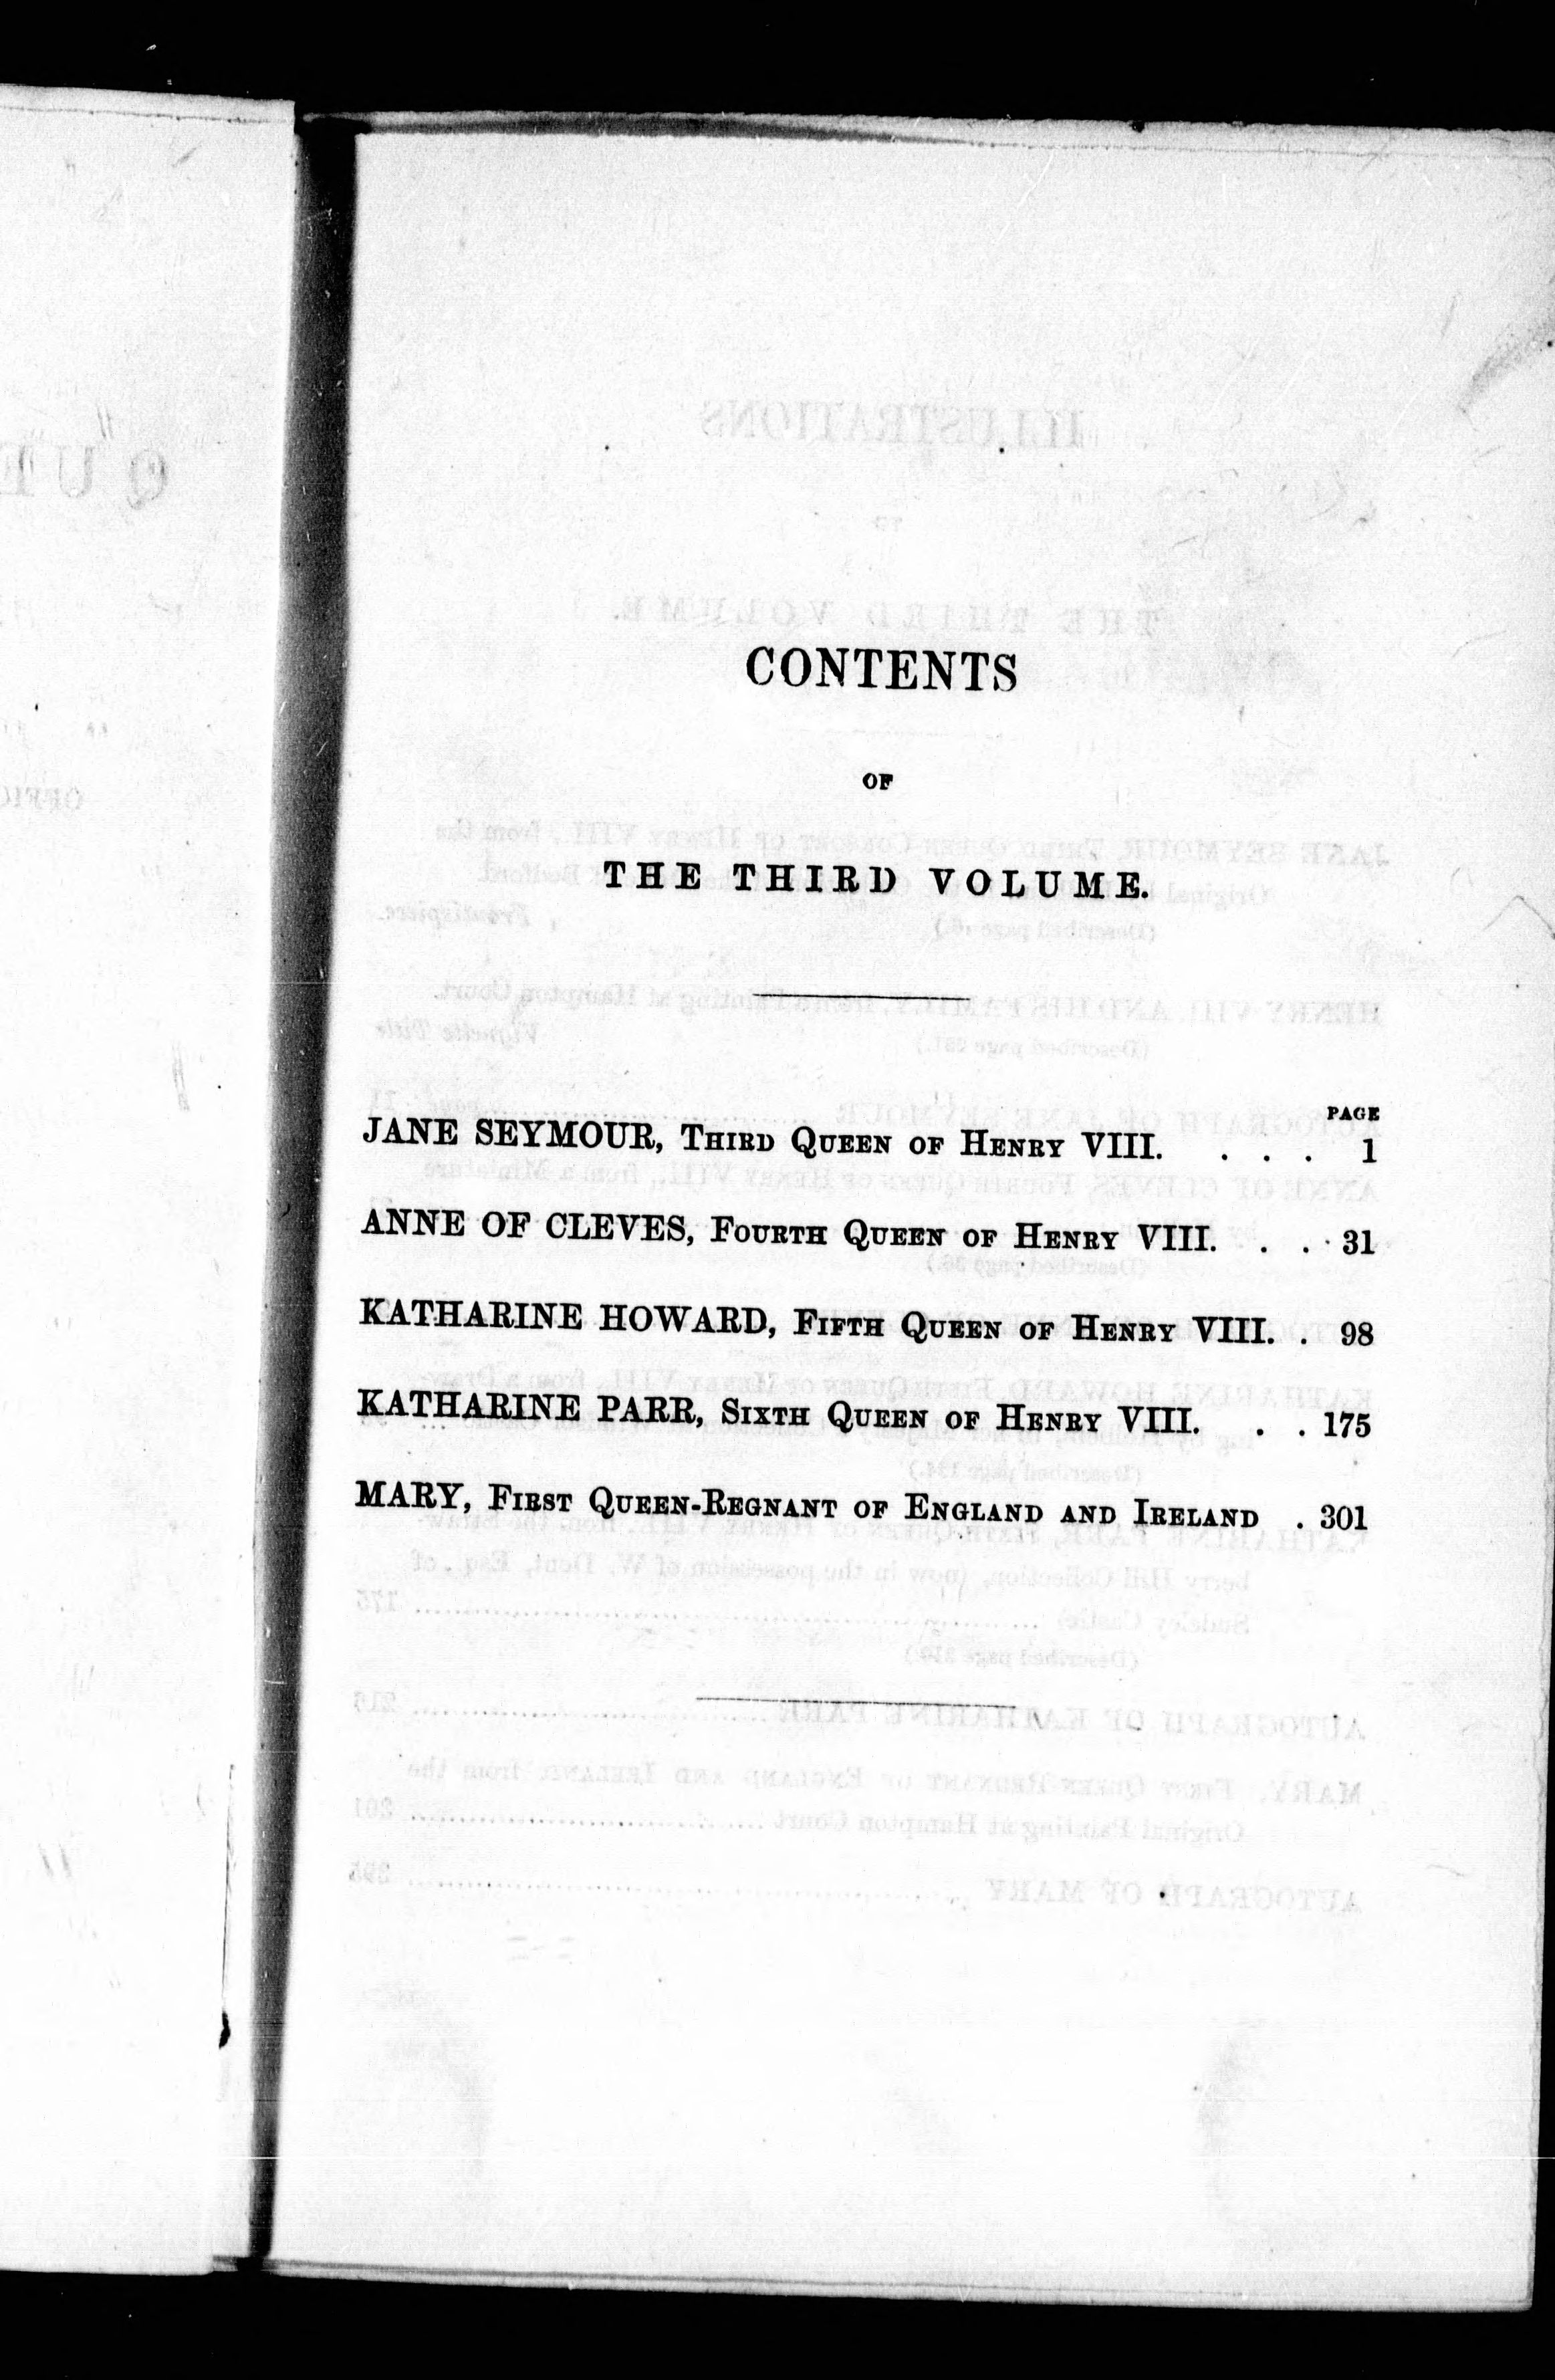 CONTENTS
OF
THE THIRD VOLUME.
PAGE
JANE SEYMOUR, THIRD QUEEN OF HENRY VIII. . . . 1
ANNE OF CLEVES, FOURTH QUEEN OF HENRY VIII. . . 31
KATHARINE HOWARD, FIFTH QUEEN OF HENRY VIII. . 98
KATHARINE PARR, SIXTH QUEEN OF HENRY VIII. . . 175
MARY, FIRST QUEEN-REGNANT OF ENGLAND AND IRELAND . 301